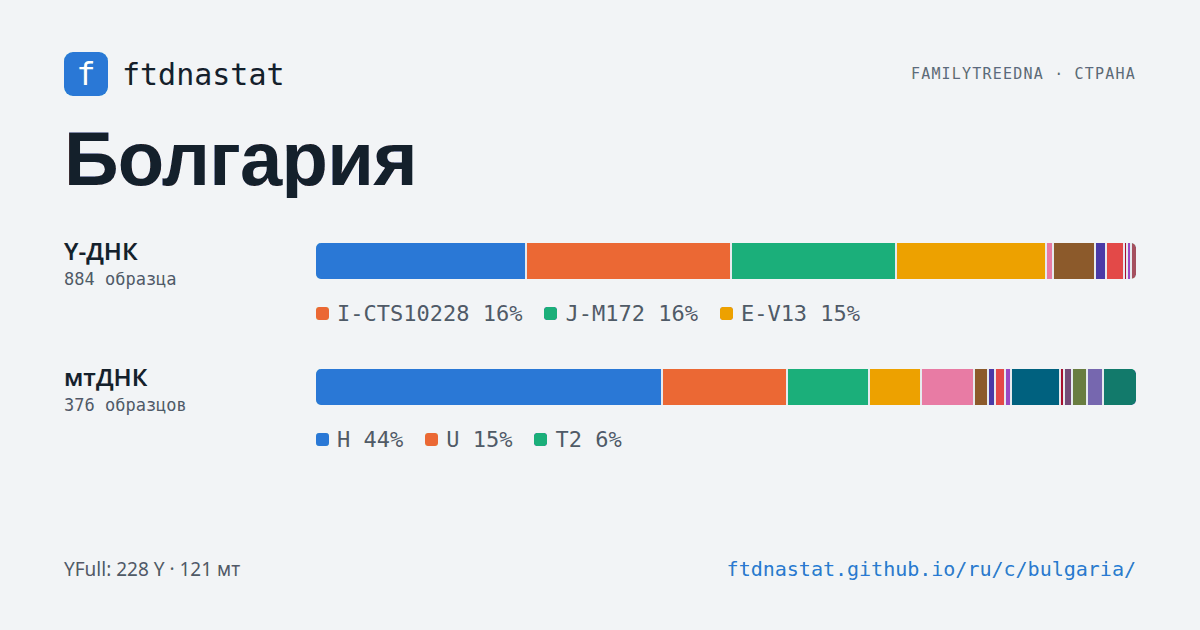 f ftdnastat
FAMILYTREEDNA · СТРАНА
Болгария
Y-ДНК
884 образца
I-CTS10228 16% J-M172 16% E-V13 15%
мтДНК
376 образцов
H 44% U 15% T2 6%
YFull: 228 Y · 121 мт
ftdnastat.github.io/ru/c/bulgaria/